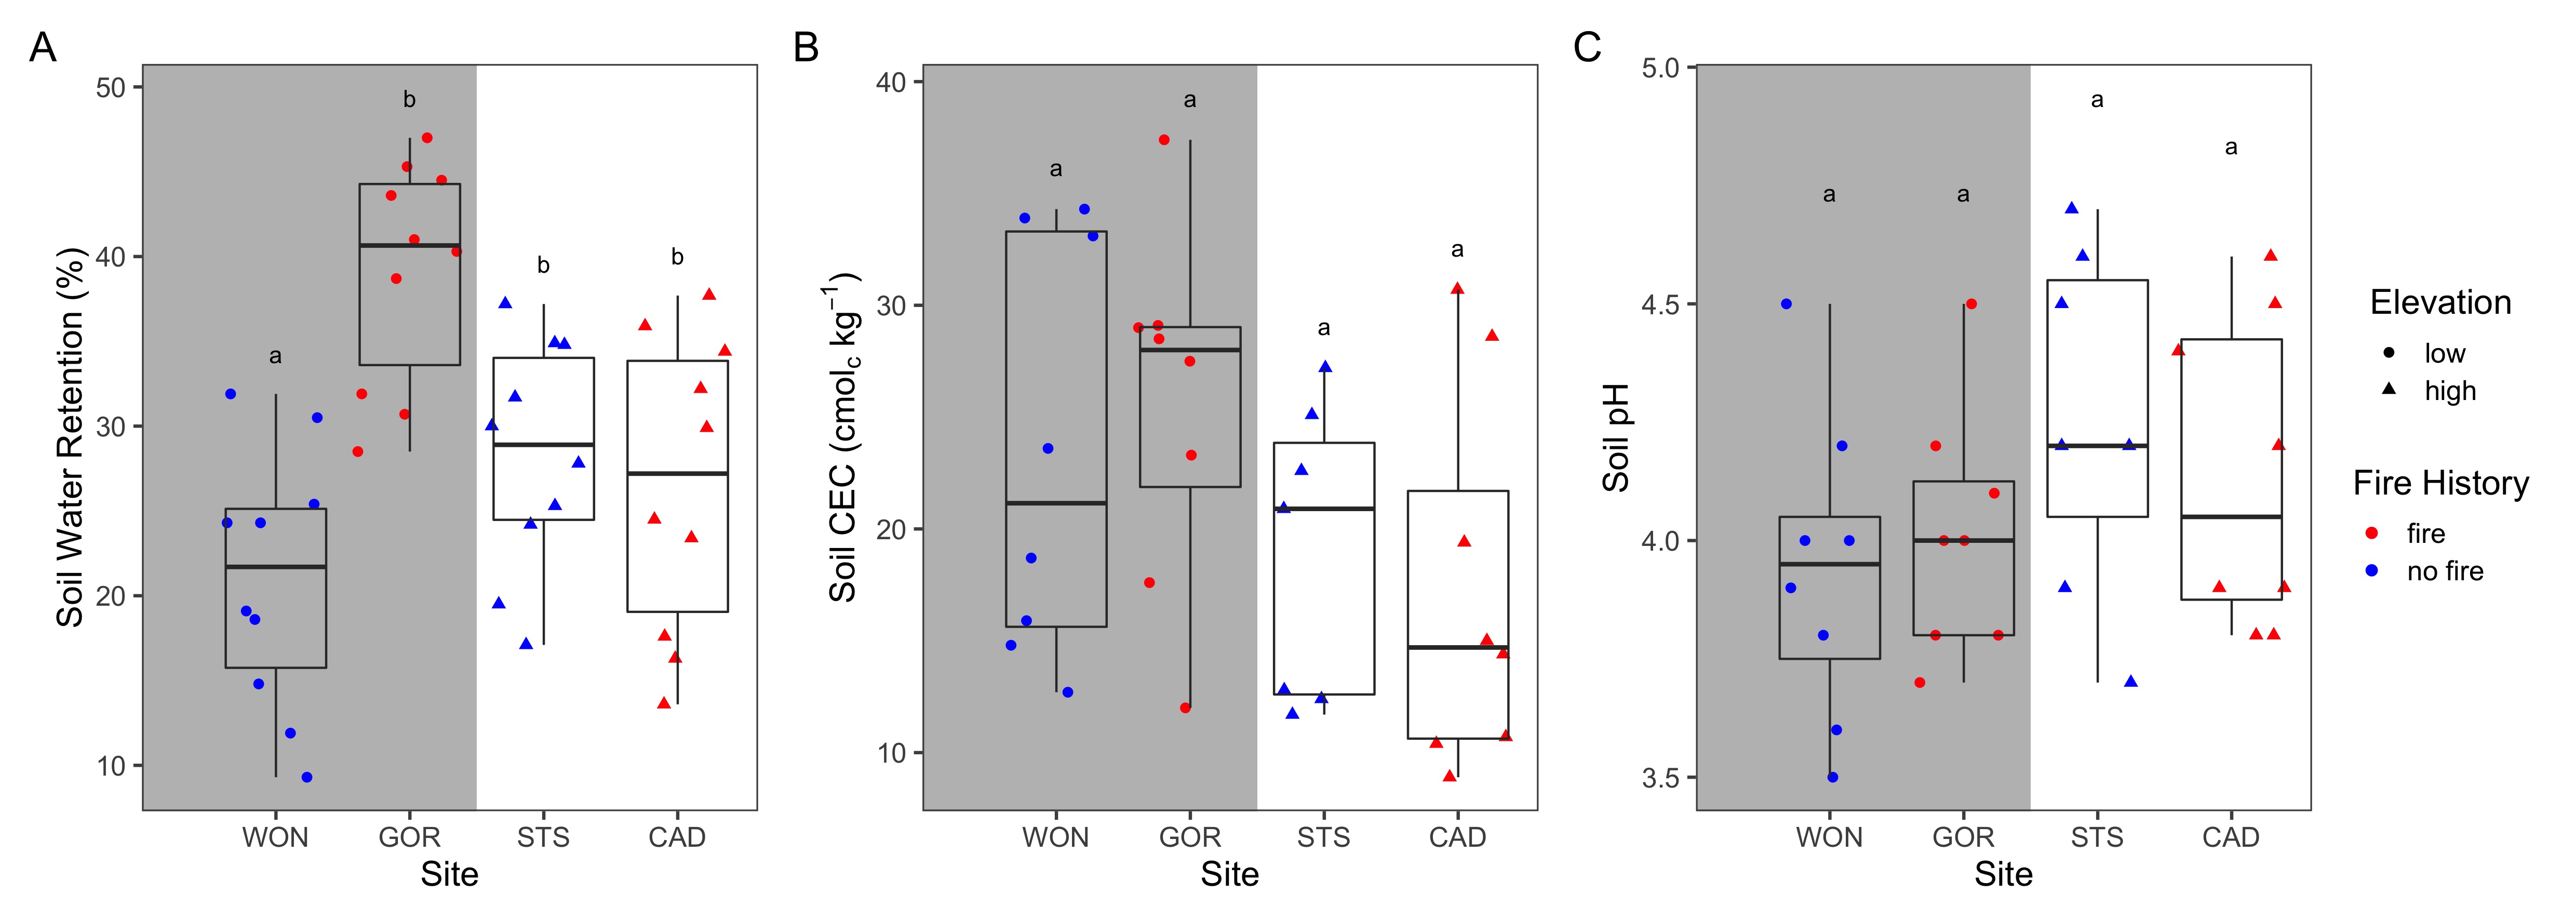 A
Soil Water Retention (%)
50
40
30
20
10
a
b
b
b
WON GOR STS CAD
Site
B
Soil CEC (cmol_c kg⁻¹)
40
30
20
10
a
a
a
a
WON GOR STS CAD
Site
C
Soil pH
5.0
4.5
4.0
3.5
a
a
a
a
WON GOR STS CAD
Site
Elevation
low
high
Fire History
fire
no fire